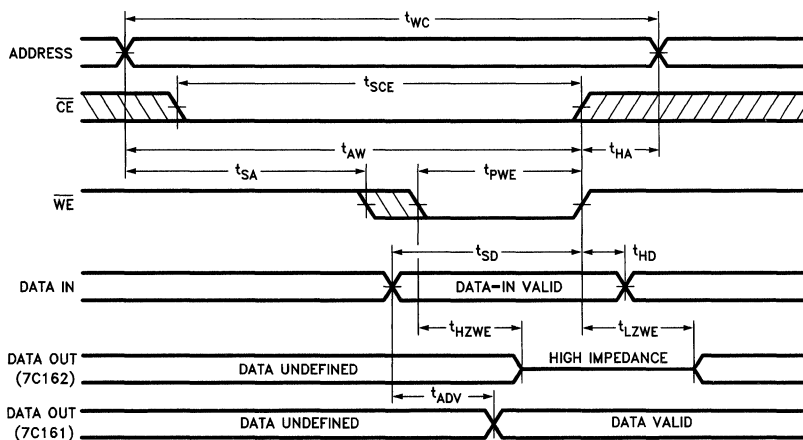 tWC
ADDRESS
tSCE
CE
tAW
tHA
tSA
tPWE
WE
tSD
tHD
DATA IN
DATA-IN VALID
tHZWE
tLZWE
DATA OUT
(7C162)
DATA UNDEFINED
HIGH IMPEDANCE
tADV
DATA OUT
(7C161)
DATA UNDEFINED
DATA VALID